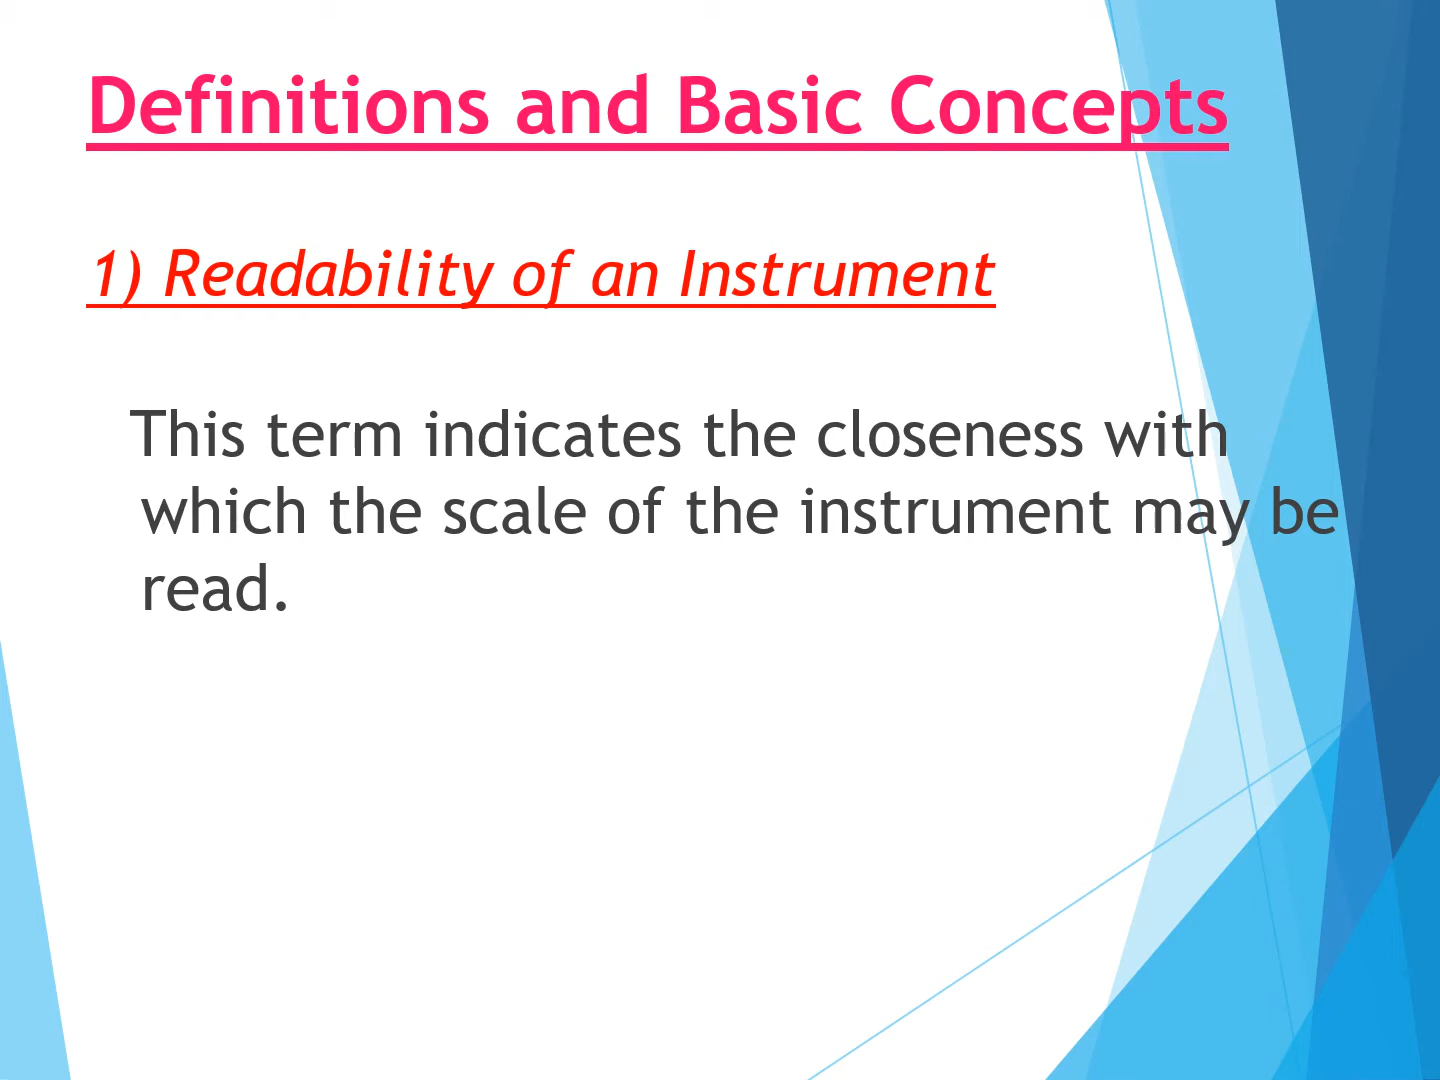 Definitions and Basic Concepts
1) Readability of an Instrument
This term indicates the closeness with
which the scale of the instrument may be
read.